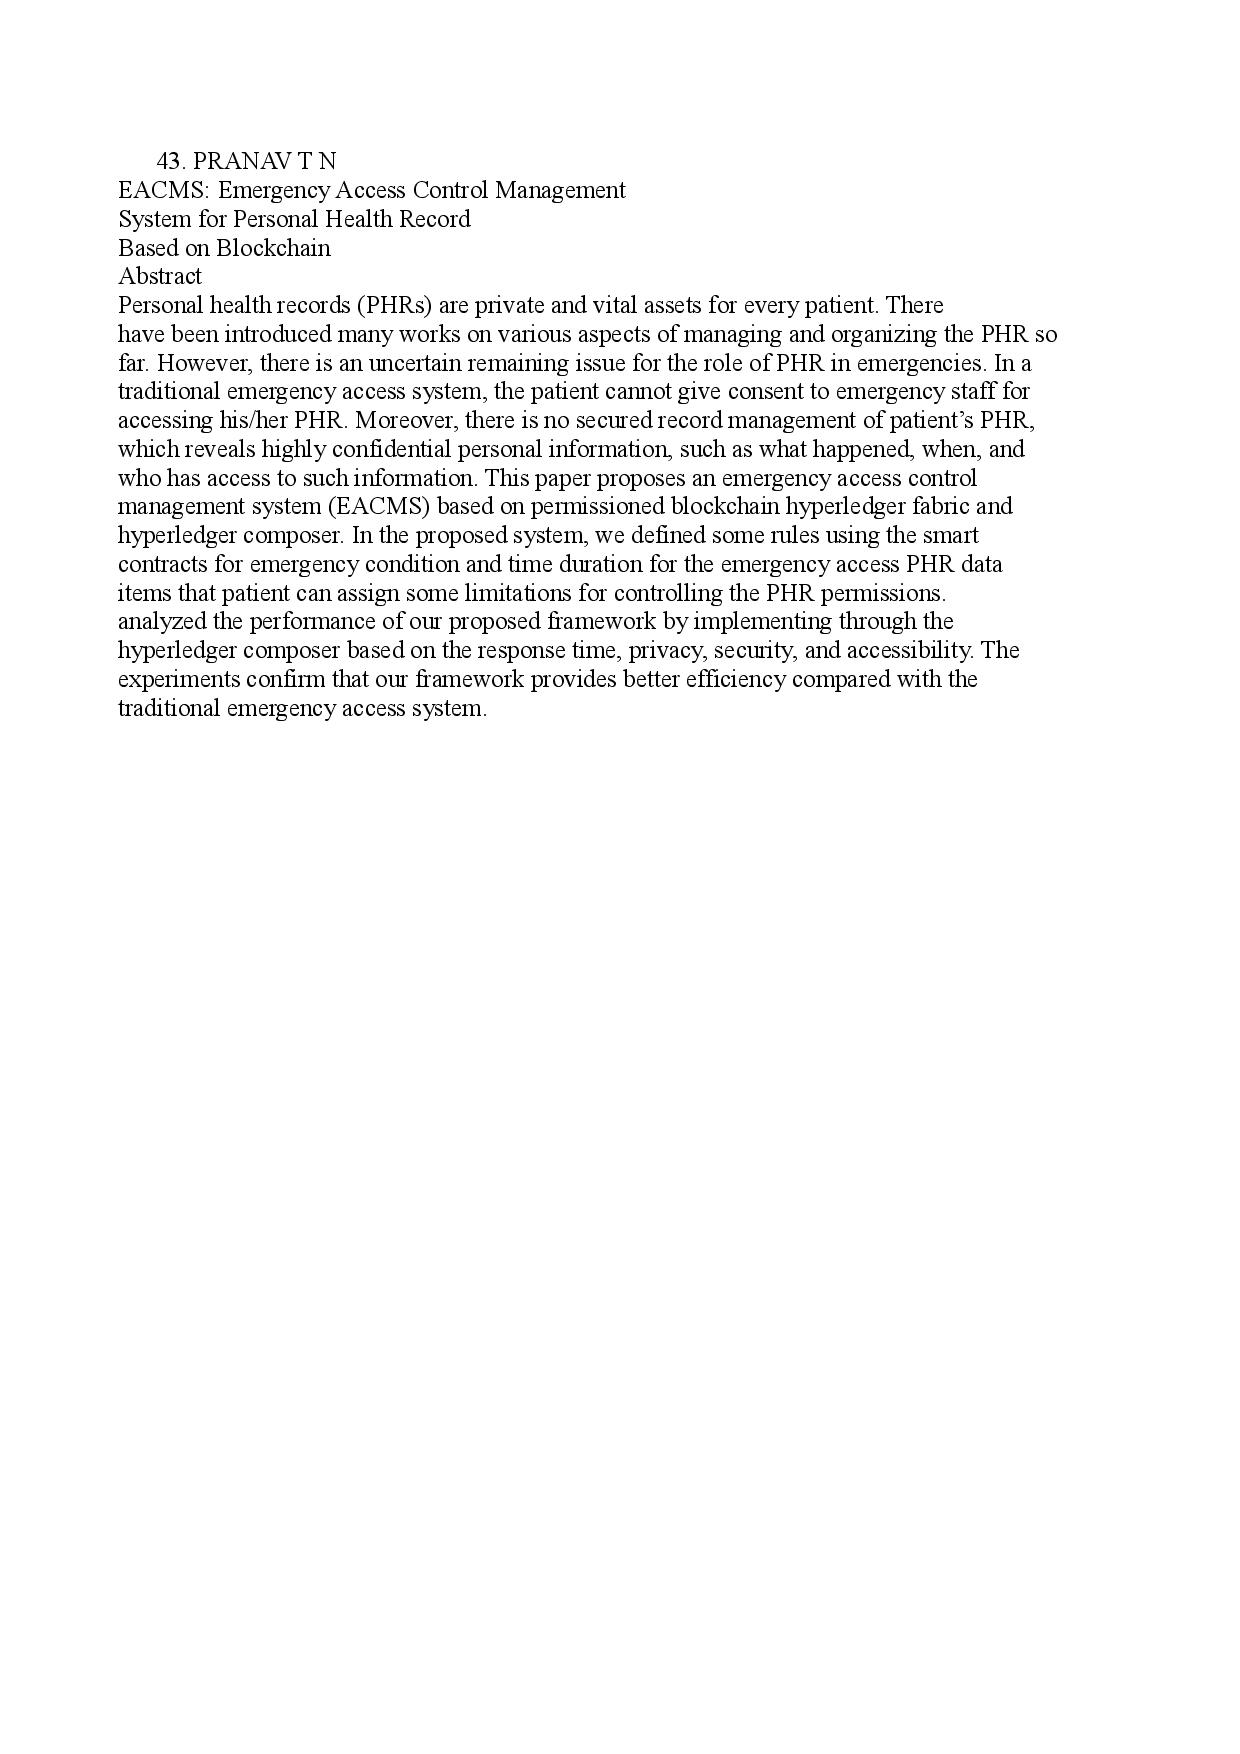 43. PRANAV T N
EACMS: Emergency Access Control Management
System for Personal Health Record
Based on Blockchain
Abstract
Personal health records (PHRs) are private and vital assets for every patient. There
have been introduced many works on various aspects of managing and organizing the PHR so
far. However, there is an uncertain remaining issue for the role of PHR in emergencies. In a
traditional emergency access system, the patient cannot give consent to emergency staff for
accessing his/her PHR. Moreover, there is no secured record management of patient’s PHR,
which reveals highly confidential personal information, such as what happened, when, and
who has access to such information. This paper proposes an emergency access control
management system (EACMS) based on permissioned blockchain hyperledger fabric and
hyperledger composer. In the proposed system, we defined some rules using the smart
contracts for emergency condition and time duration for the emergency access PHR data
items that patient can assign some limitations for controlling the PHR permissions.
analyzed the performance of our proposed framework by implementing through the
hyperledger composer based on the response time, privacy, security, and accessibility. The
experiments confirm that our framework provides better efficiency compared with the
traditional emergency access system.